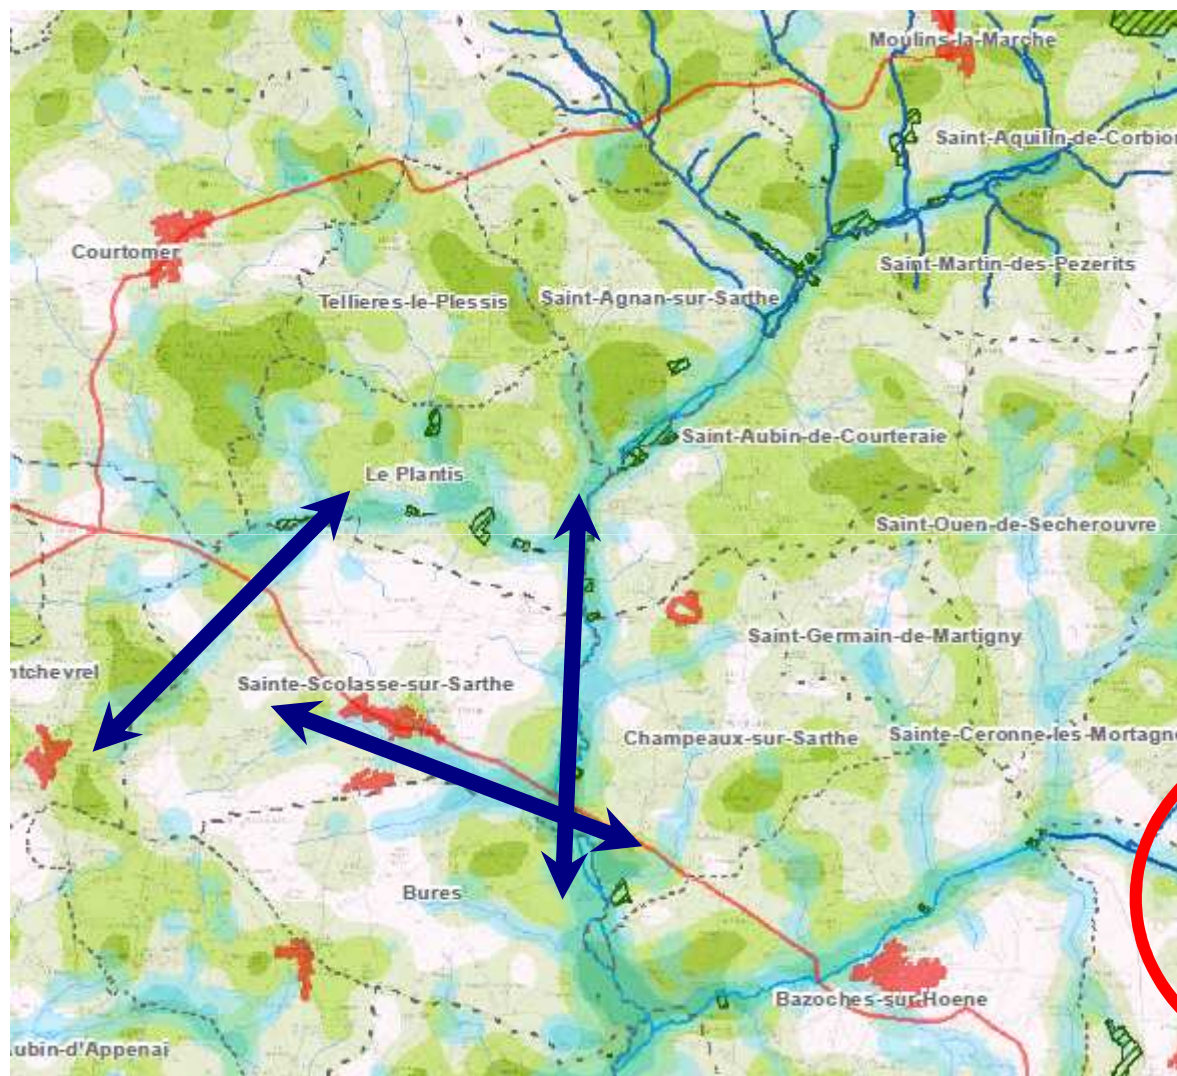 Moulins-la-Marche
Saint-Aquilin-de-Corbion
Courtomer
Saint-Martin-des-Pezerits
Tellieres-le-Plessis
Saint-Agnan-sur-Sarthe
Saint-Aubin-de-Courteraie
Le Plantis
Saint-Ouen-de-Secherouvre
Saint-Germain-de-Martigny
ntchevrel
Sainte-Scolasse-sur-Sarthe
Champeaux-sur-Sarthe
Sainte-Ceronne-les-Mortagne
Bures
Bazoches-sur-Hoene
ubin-d'Appenai